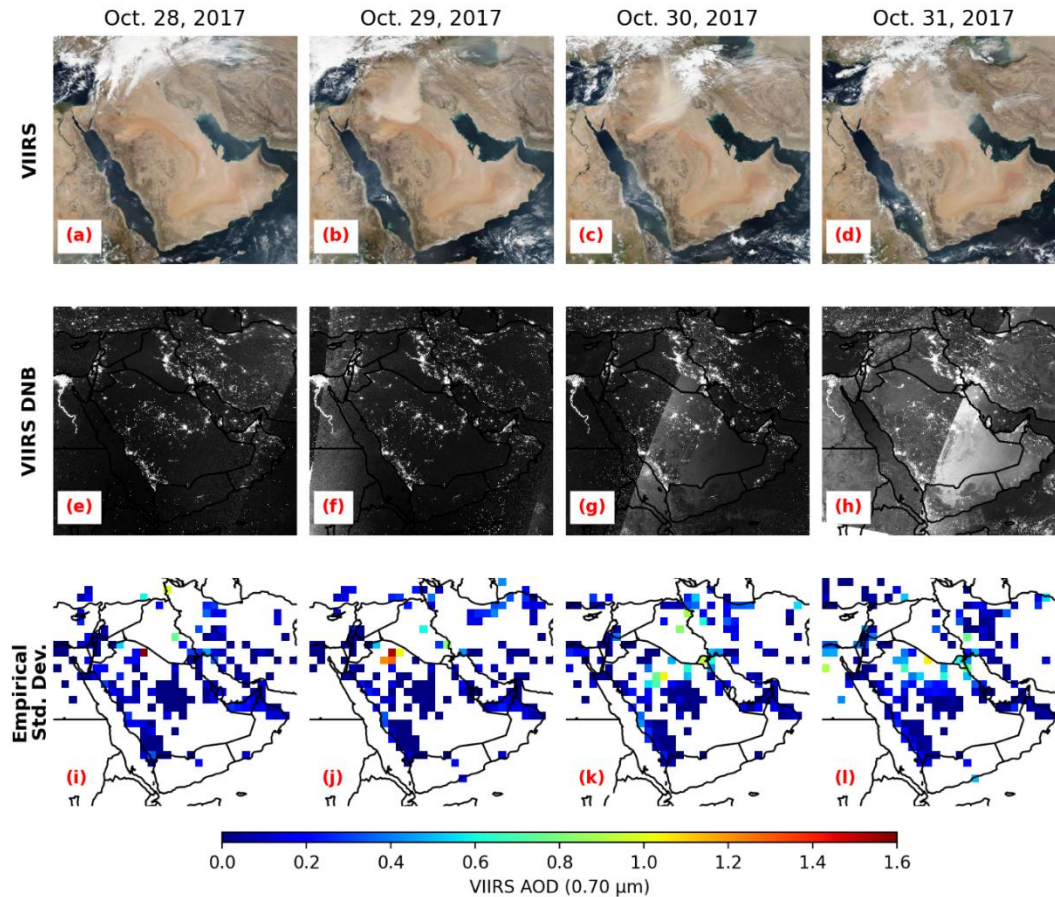 Oct. 28, 2017
Oct. 29, 2017
Oct. 30, 2017
Oct. 31, 2017
VIIRS
(a)
(b)
(c)
(d)
VIIRS DNB
(e)
(f)
(g)
(h)
Empirical
Std. Dev.
(i)
(j)
(k)
(l)
0.0
0.2
0.4
0.6
0.8
1.0
1.2
1.4
1.6
VIIRS AOD (0.70 μm)